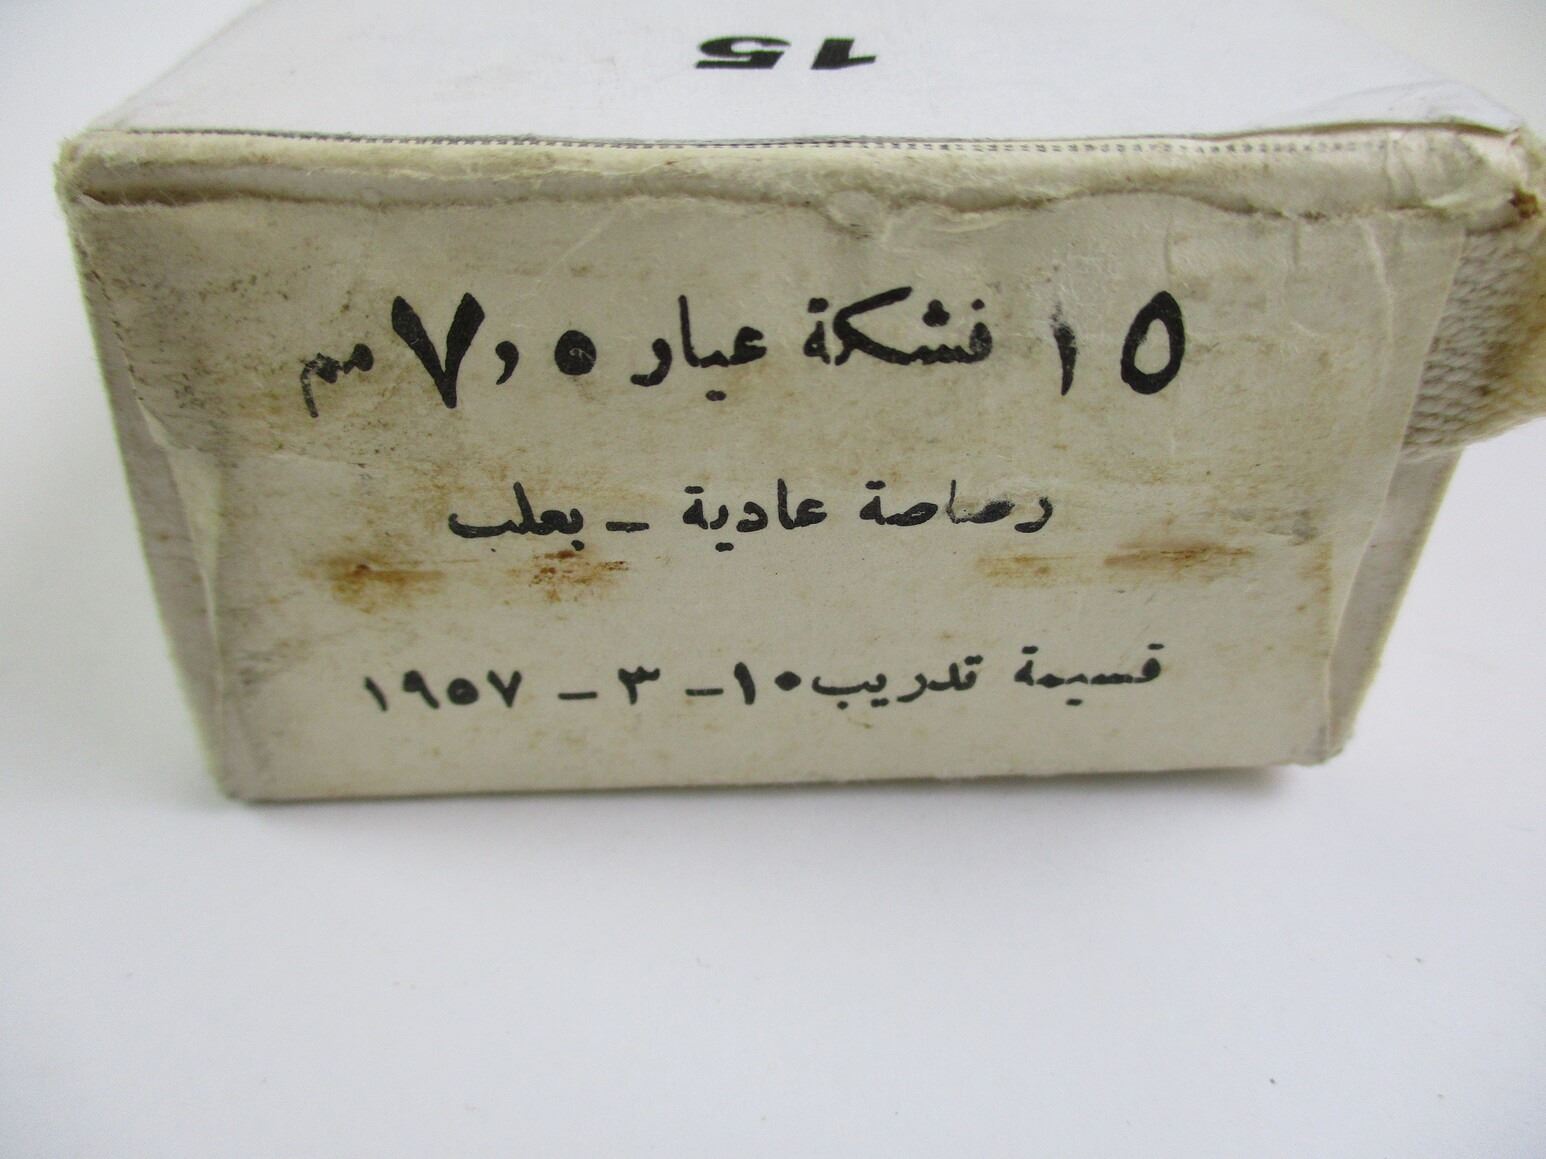 15
١٥ فشكة عيار ٧,٥ مم
رصاصة عادية – بعلب
قسيمة تدريب ١٠ – ٣ – ١٩٥٧